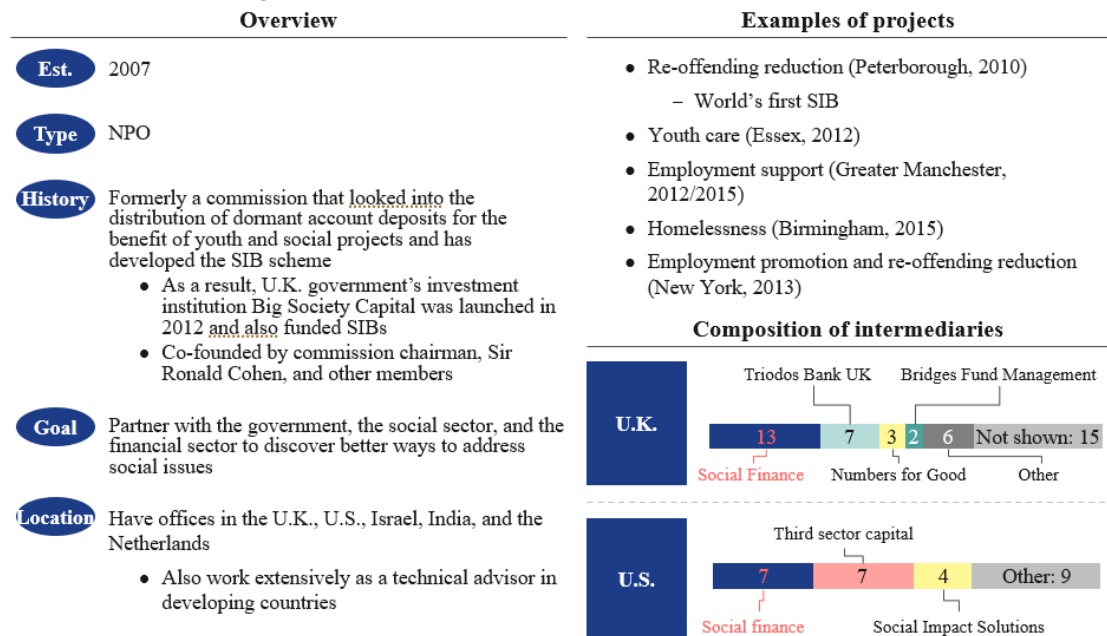 Overview
Est.
2007
Type
NPO
History
Formerly a commission that looked into the
distribution of dormant account deposits for the
benefit of youth and social projects and has
developed the SIB scheme
• As a result, U.K. government's investment
institution Big Society Capital was launched in
2012 and also funded SIBs
• Co-founded by commission chairman, Sir
Ronald Cohen, and other members
Goal
Partner with the government, the social sector, and the
financial sector to discover better ways to address
social issues
Location
Have offices in the U.K., U.S., Israel, India, and the
Netherlands
• Also work extensively as a technical advisor in
developing countries
Examples of projects
• Re-offending reduction (Peterborough, 2010)
– World's first SIB
• Youth care (Essex, 2012)
• Employment support (Greater Manchester,
2012/2015)
• Homelessness (Birmingham, 2015)
• Employment promotion and re-offending reduction
(New York, 2013)
Composition of intermediaries
U.K.
Triodos Bank UK
Bridges Fund Management
13
7
3
2
6
Not shown: 15
Social Finance
Numbers for Good
Other
U.S.
Third sector capital
7
7
4
Other: 9
Social finance
Social Impact Solutions